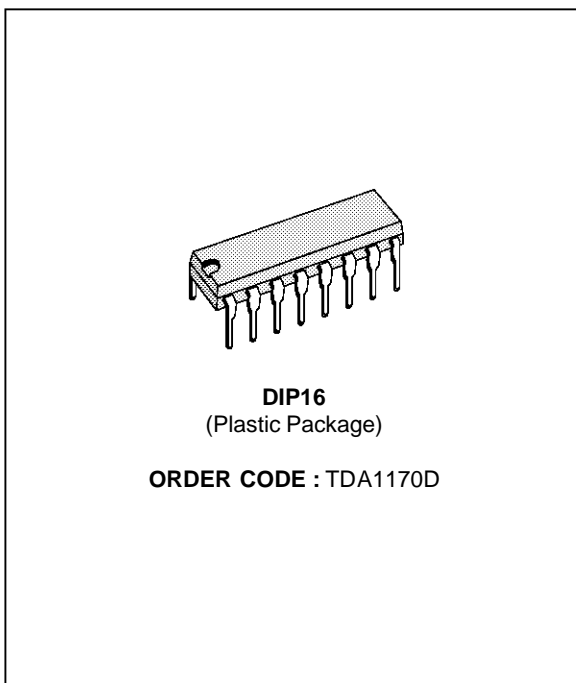 DIP16
(Plastic Package)
ORDER CODE : TDA1170D